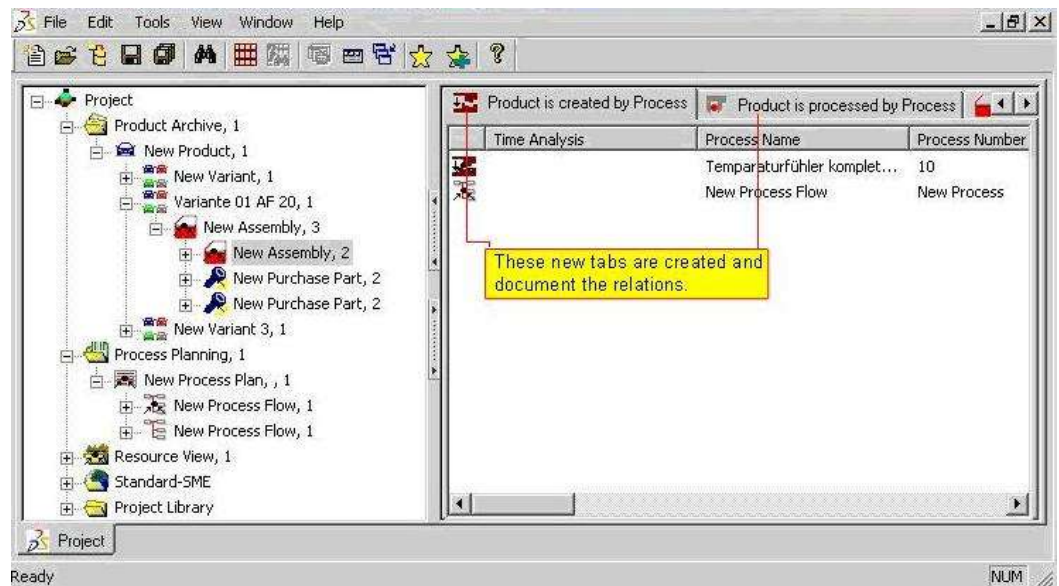 File Edit Tools View Window Help
Project
Product Archive, 1
New Product, 1
New Variant, 1
Variante 01 AF 20, 1
New Assembly, 3
New Assembly, 2
New Purchase Part, 2
New Purchase Part, 2
New Variant 3, 1
Process Planning, 1
New Process Plan, , 1
New Process Flow, 1
New Process Flow, 1
Resource View, 1
Standard-SME
Project Library
Product is created by Process Product is processed by Process
Time Analysis Process Name Process Number
Temparaturfühler komplet... 10
New Process Flow New Process
These new tabs are created and
document the relations.
Project
Ready NUM